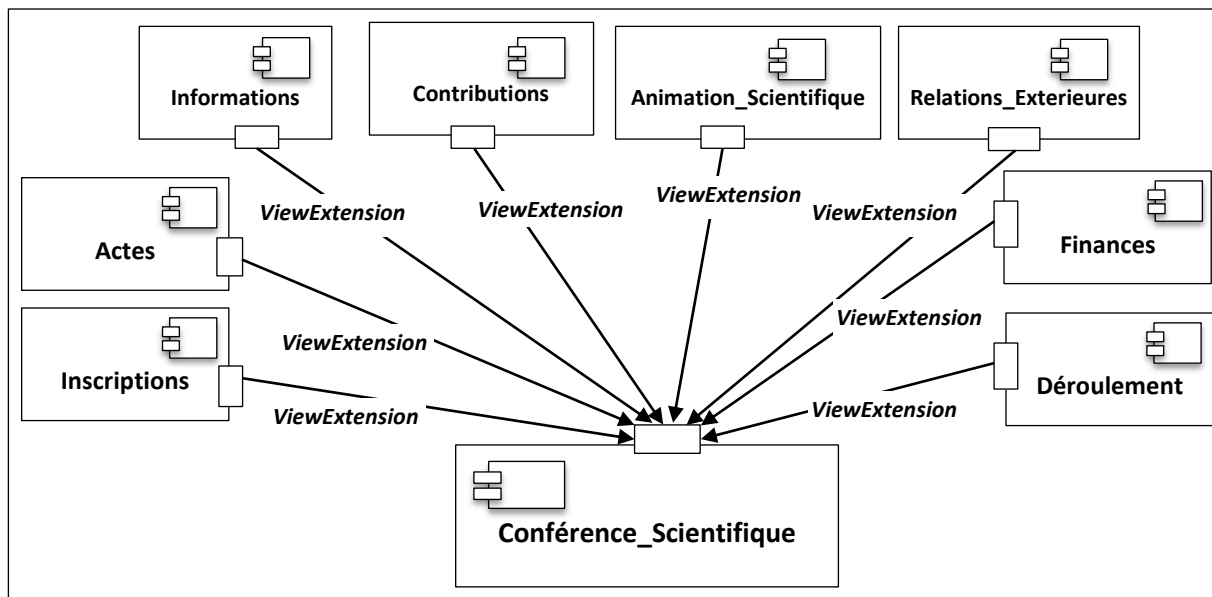 Informations
Contributions
Animation_Scientifique
Relations_Exterieures
ViewExtension
ViewExtension
ViewExtension
ViewExtension
Actes
Finances
ViewExtension
ViewExtension
Inscriptions
Déroulement
ViewExtension
ViewExtension
Conférence_Scientifique